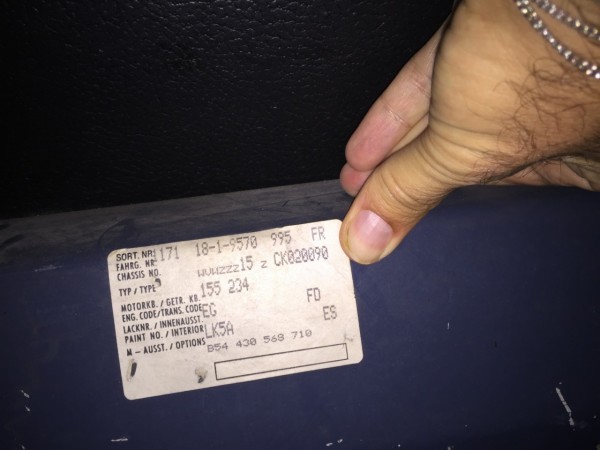 SORT. NR. 171 18-1-9570 995 FR
FAHRG. NR.
CHASSIS NO. WVWZZZ15 Z CK020090
TYP / TYPE 155 234
MOTORKB. / GETR. KB.
ENG. CODE/TRANS. CODE EG FD
LACKNR. / INNENAUSST. ES
PAINT NO. / INTERIOR LK5A
M - AUSST. / OPTIONS B54 430 568 710